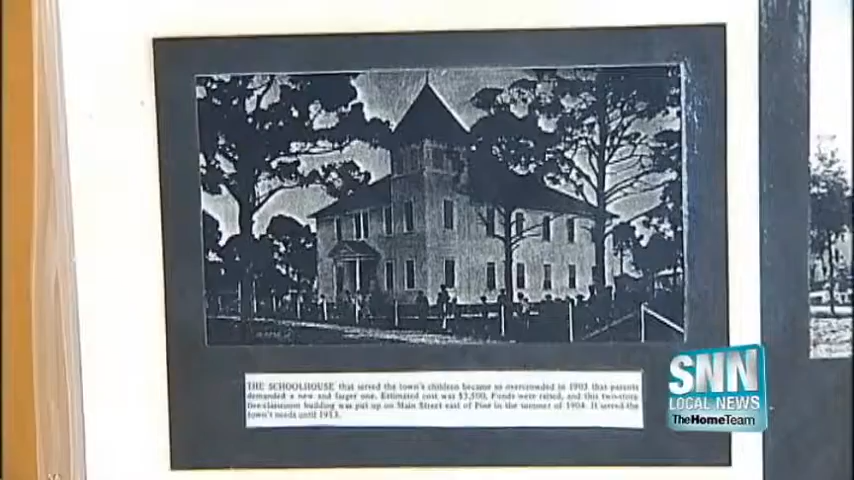 THE SCHOOLHOUSE that served the town's children became so overcrowded in 1903 that parents
demanded a new and larger one. Estimated cost was $3,500. Funds were raised, and this two-story
five-classroom building was put up on Main Street east of Pine in the summer of 1904. It served the
town's needs until 1913.
SNN
LOCAL NEWS
TheHomeTeam